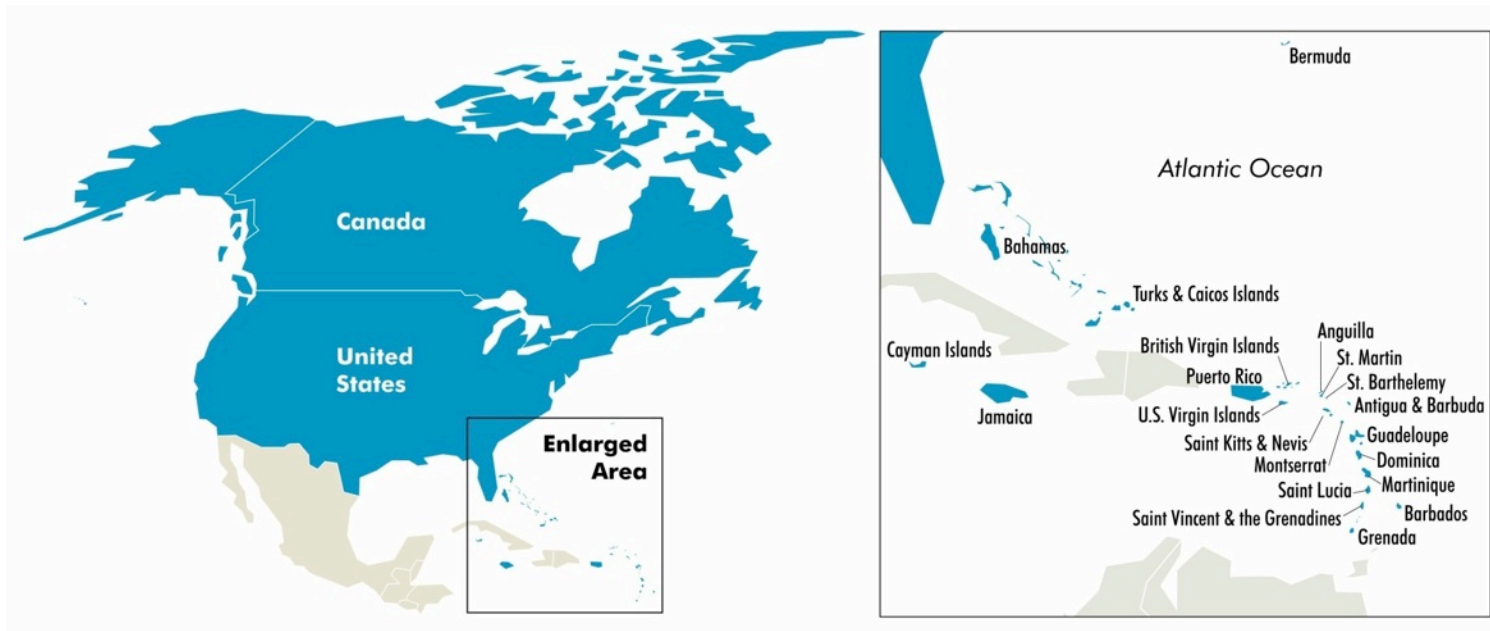 Canada
United
States
Enlarged
Area
Bermuda
Atlantic Ocean
Bahamas
Turks & Caicos Islands
Anguilla
British Virgin Islands
Cayman Islands
St. Martin
Puerto Rico
St. Barthelemy
Antigua & Barbuda
Jamaica
U.S. Virgin Islands
Guadeloupe
Saint Kitts & Nevis
Dominica
Montserrat
Martinique
Saint Lucia
Barbados
Saint Vincent & the Grenadines
Grenada